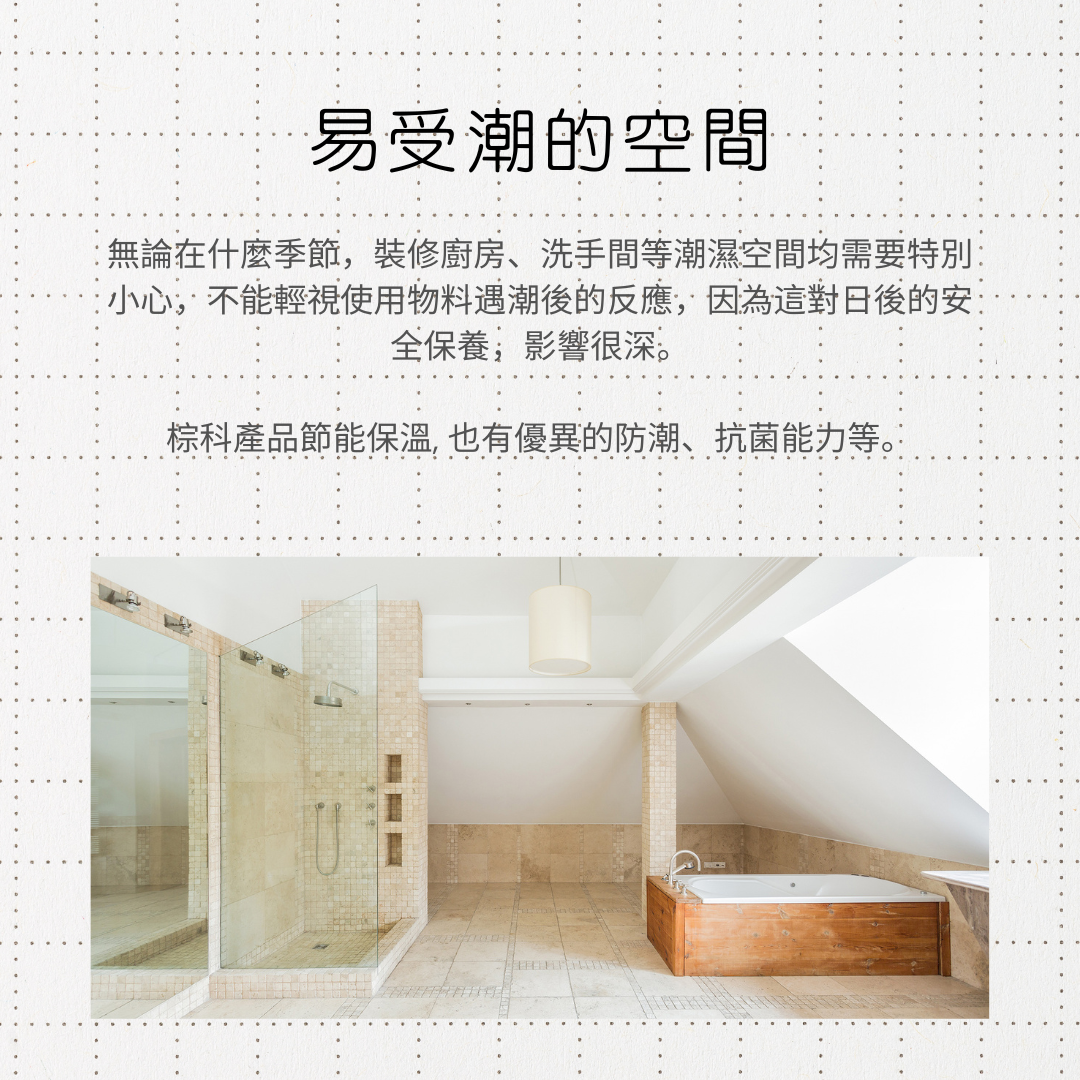 易受潮的空間
無論在什麼季節，裝修廚房、洗手間等潮濕空間均需要特別
小心，不能輕視使用物料遇潮後的反應，因為這對日後的安
全保養，影響很深。
棕科產品節能保溫, 也有優異的防潮、抗菌能力等。